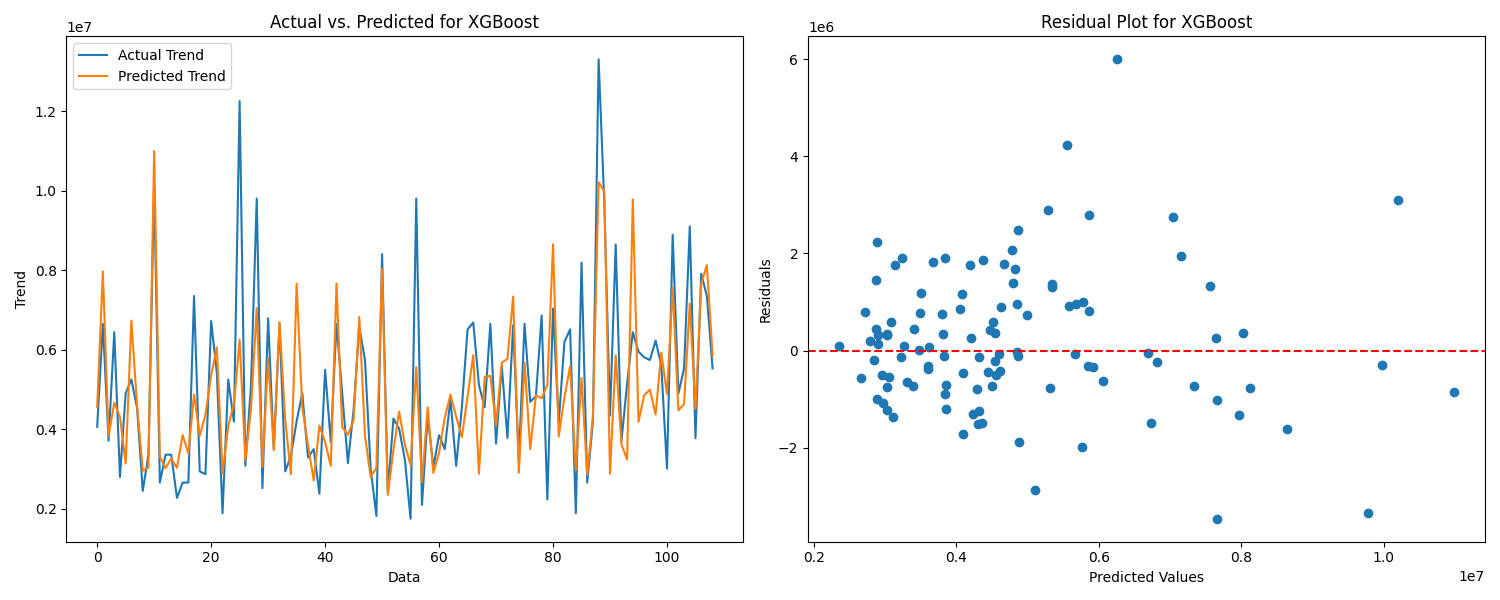 Actual vs. Predicted for XGBoost
1e7
Actual Trend
Predicted Trend
1.2
1.0
0.8
0.6
0.4
0.2
Trend
0 20 40 60 80 100
Data
Residual Plot for XGBoost
1e6
6
4
2
0
−2
Residuals
0.2 0.4 0.6 0.8 1.0
1e7
Predicted Values